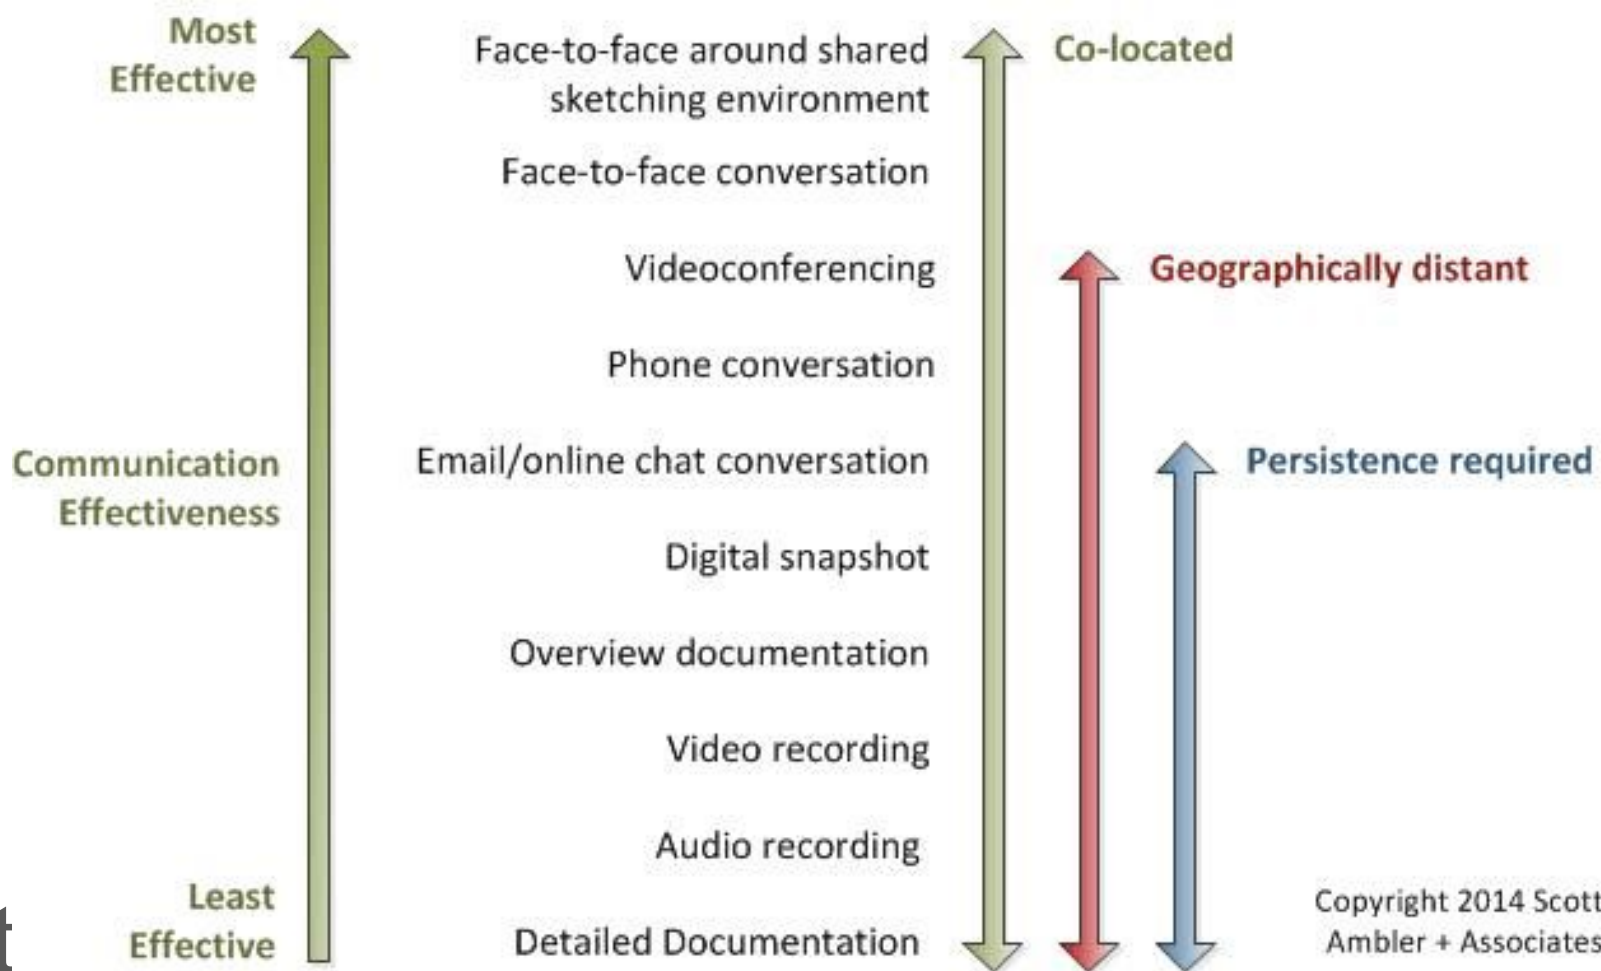 Most
Effective
Face-to-face around shared
sketching environment
Co-located
Face-to-face conversation
Videoconferencing
Geographically distant
Phone conversation
Communication
Effectiveness
Email/online chat conversation
Persistence required
Digital snapshot
Overview documentation
Video recording
Audio recording
Least
Effective
Detailed Documentation
Copyright 2014 Scott
Ambler + Associates
t